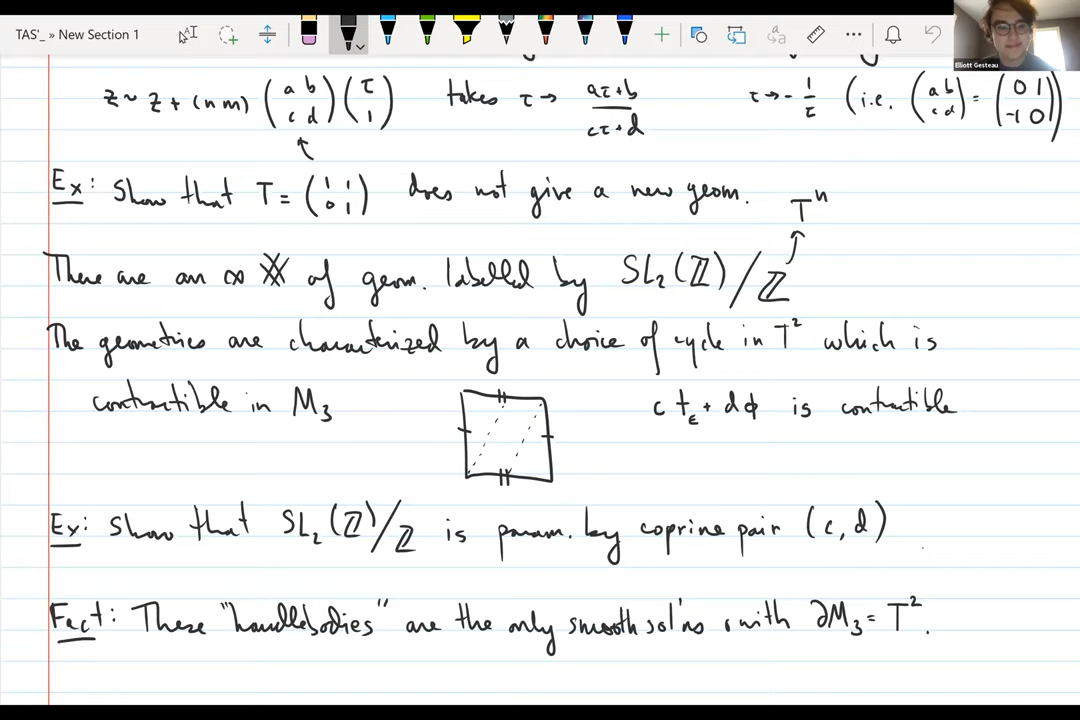 TAS'_ » New Section 1
Elliott Gesteau
z ~ z + (n m) (a b c d) (τ 1) takes τ → aτ+b / cτ+d τ → -1/τ (i.e. (a b c d) = (0 1 -1 0))
Ex: Show that T = (1 1 0 1) does not give a new geom.
T^n
There are an ∞ # of geom. labelled by SL₂(ℤ)/ℤ
The geometries are characterized by a choice of cycle in T² which is
contractible in M₃ c t_E + dϕ is contractible
Ex: Show that SL₂(ℤ)/ℤ is param. by coprime pair (c, d)
Fact: These "handlebodies" are the only smooth sol'ns with ∂M₃ = T².